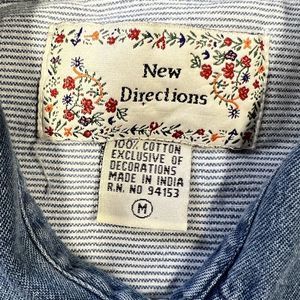 New
Directions
100% COTTON
EXCLUSIVE OF
DECORATIONS
MADE IN INDIA
R.N. NO 94153
M